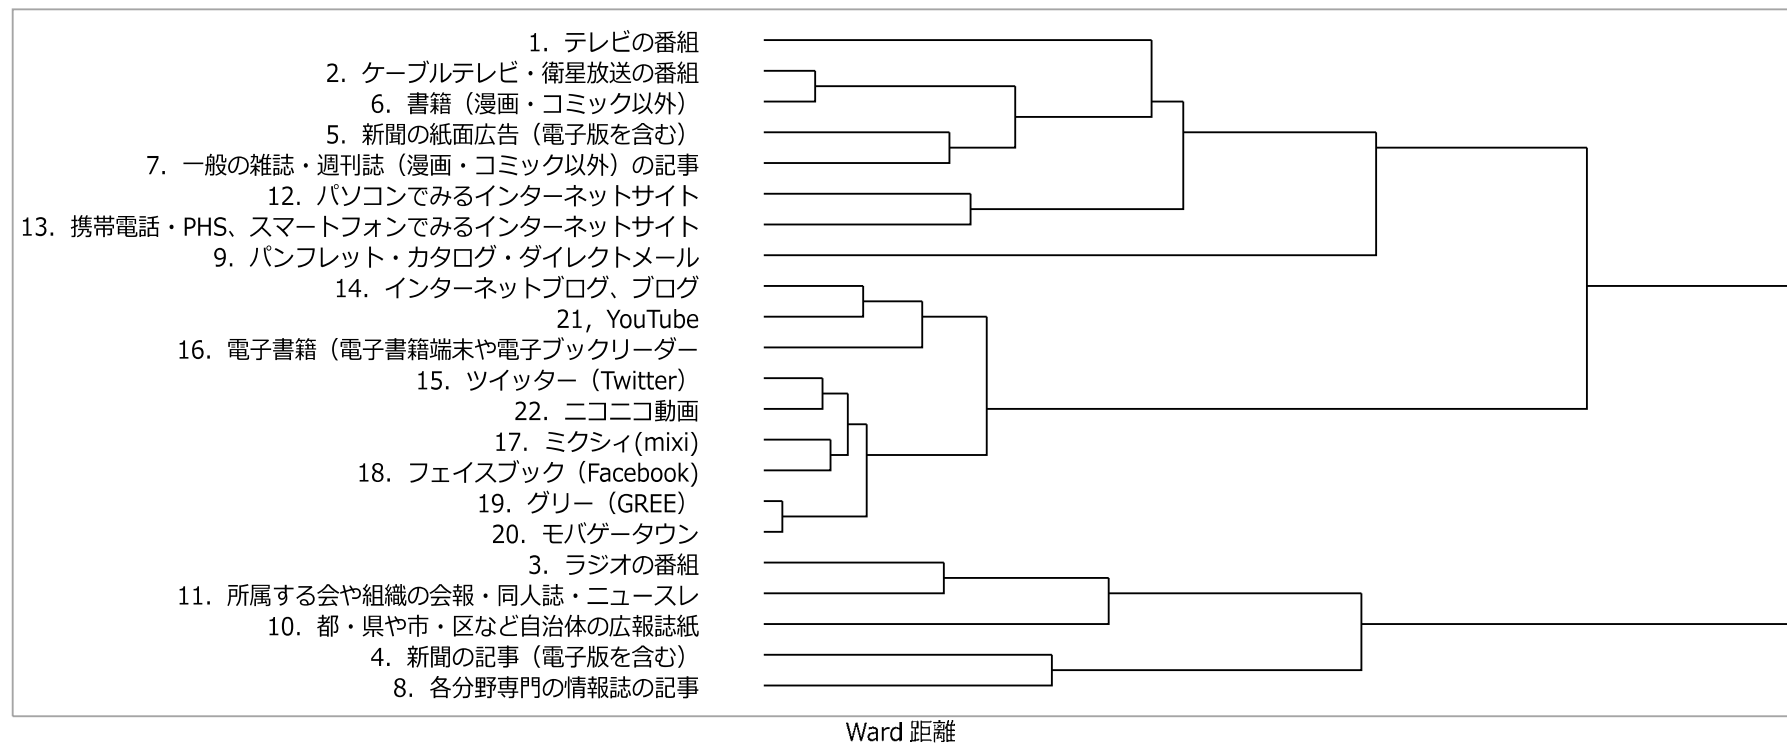 1．テレビの番組
2．ケーブルテレビ・衛星放送の番組
6．書籍（漫画・コミック以外）
5．新聞の紙面広告（電子版を含む）
7．一般の雑誌・週刊誌（漫画・コミック以外）の記事
12．パソコンでみるインターネットサイト
13．携帯電話・PHS、スマートフォンでみるインターネットサイト
9．パンフレット・カタログ・ダイレクトメール
14．インターネットブログ、ブログ
21，YouTube
16．電子書籍（電子書籍端末や電子ブックリーダー
15．ツイッター（Twitter）
22．ニコニコ動画
17．ミクシィ(mixi)
18．フェイスブック（Facebook)
19．グリー（GREE）
20．モバゲータウン
3．ラジオの番組
11．所属する会や組織の会報・同人誌・ニュースレ
10．都・県や市・区など自治体の広報誌紙
4．新聞の記事（電子版を含む）
8．各分野専門の情報誌の記事
Ward 距離